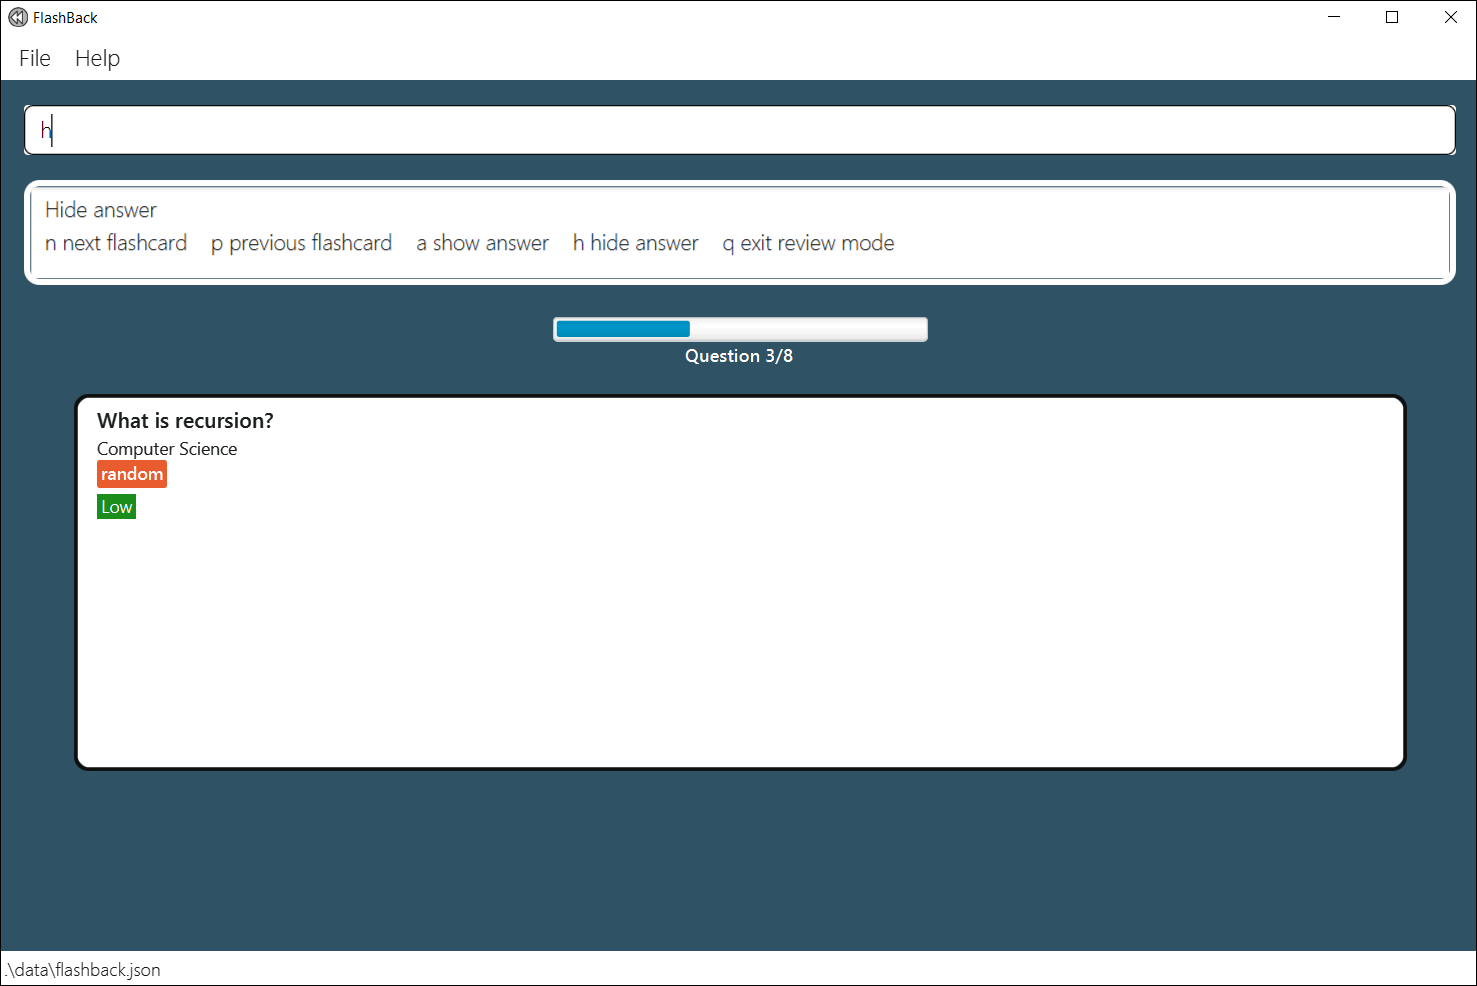 FlashBack
File Help
h
Hide answer
n next flashcard p previous flashcard a show answer h hide answer q exit review mode
Question 3/8
What is recursion?
Computer Science
random
Low
.\data\flashback.json